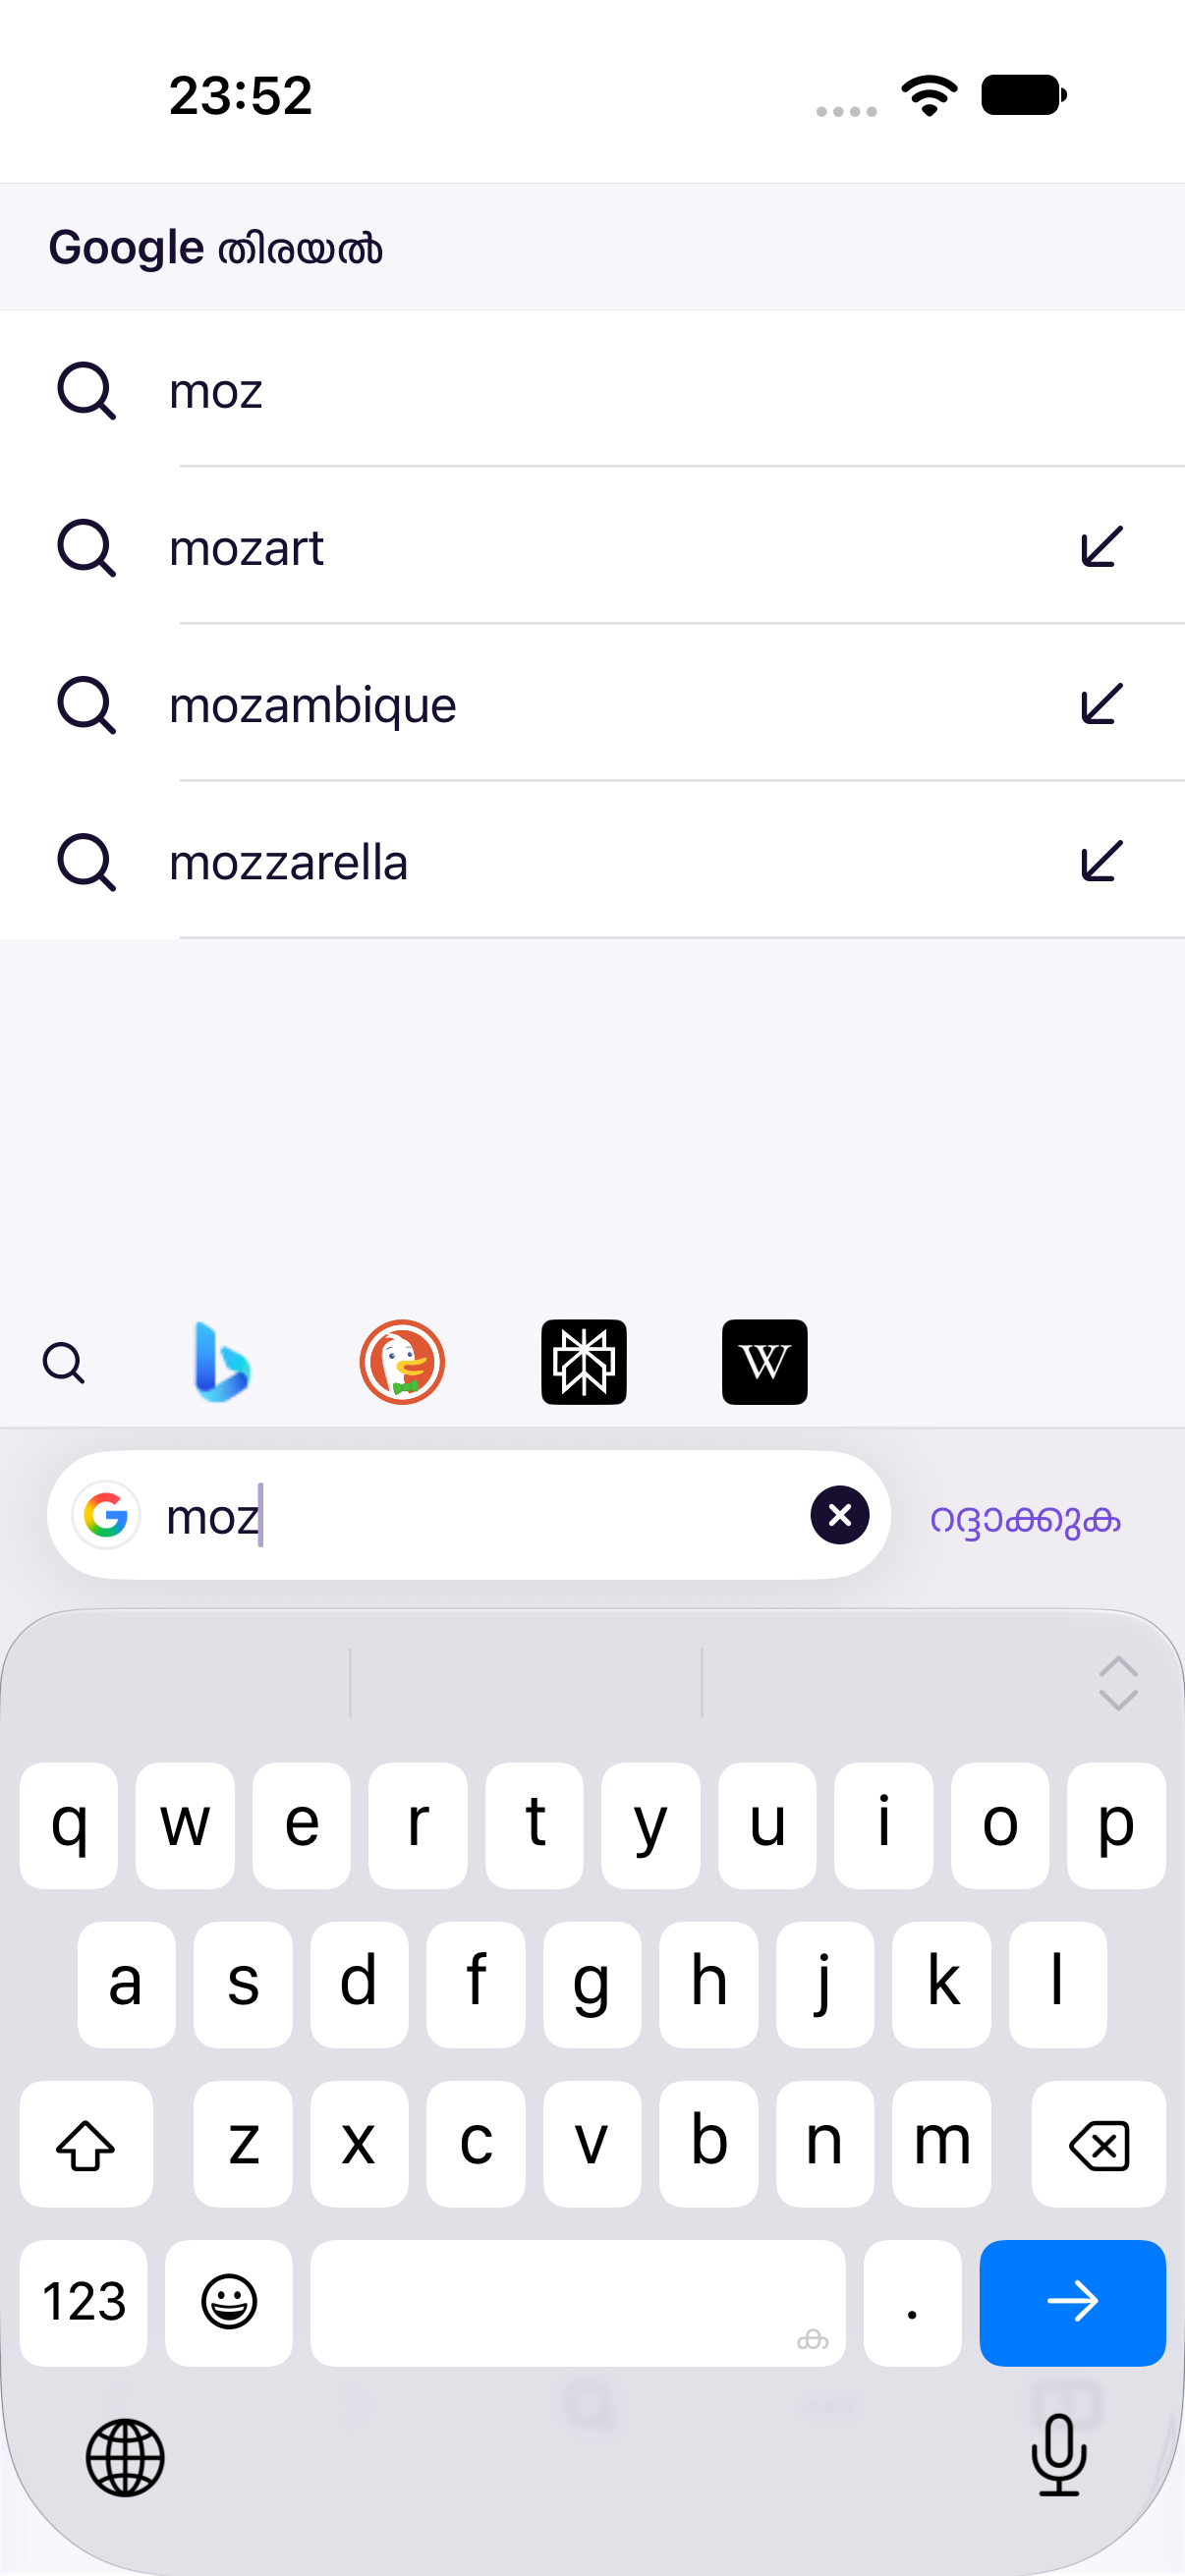 23:52
Google തിരയൽ
moz
mozart
mozambique
mozzarella
W
moz
റദ്ദാക്കുക
q w e r t y u i o p
a s d f g h j k l
z x c v b n m
123 .